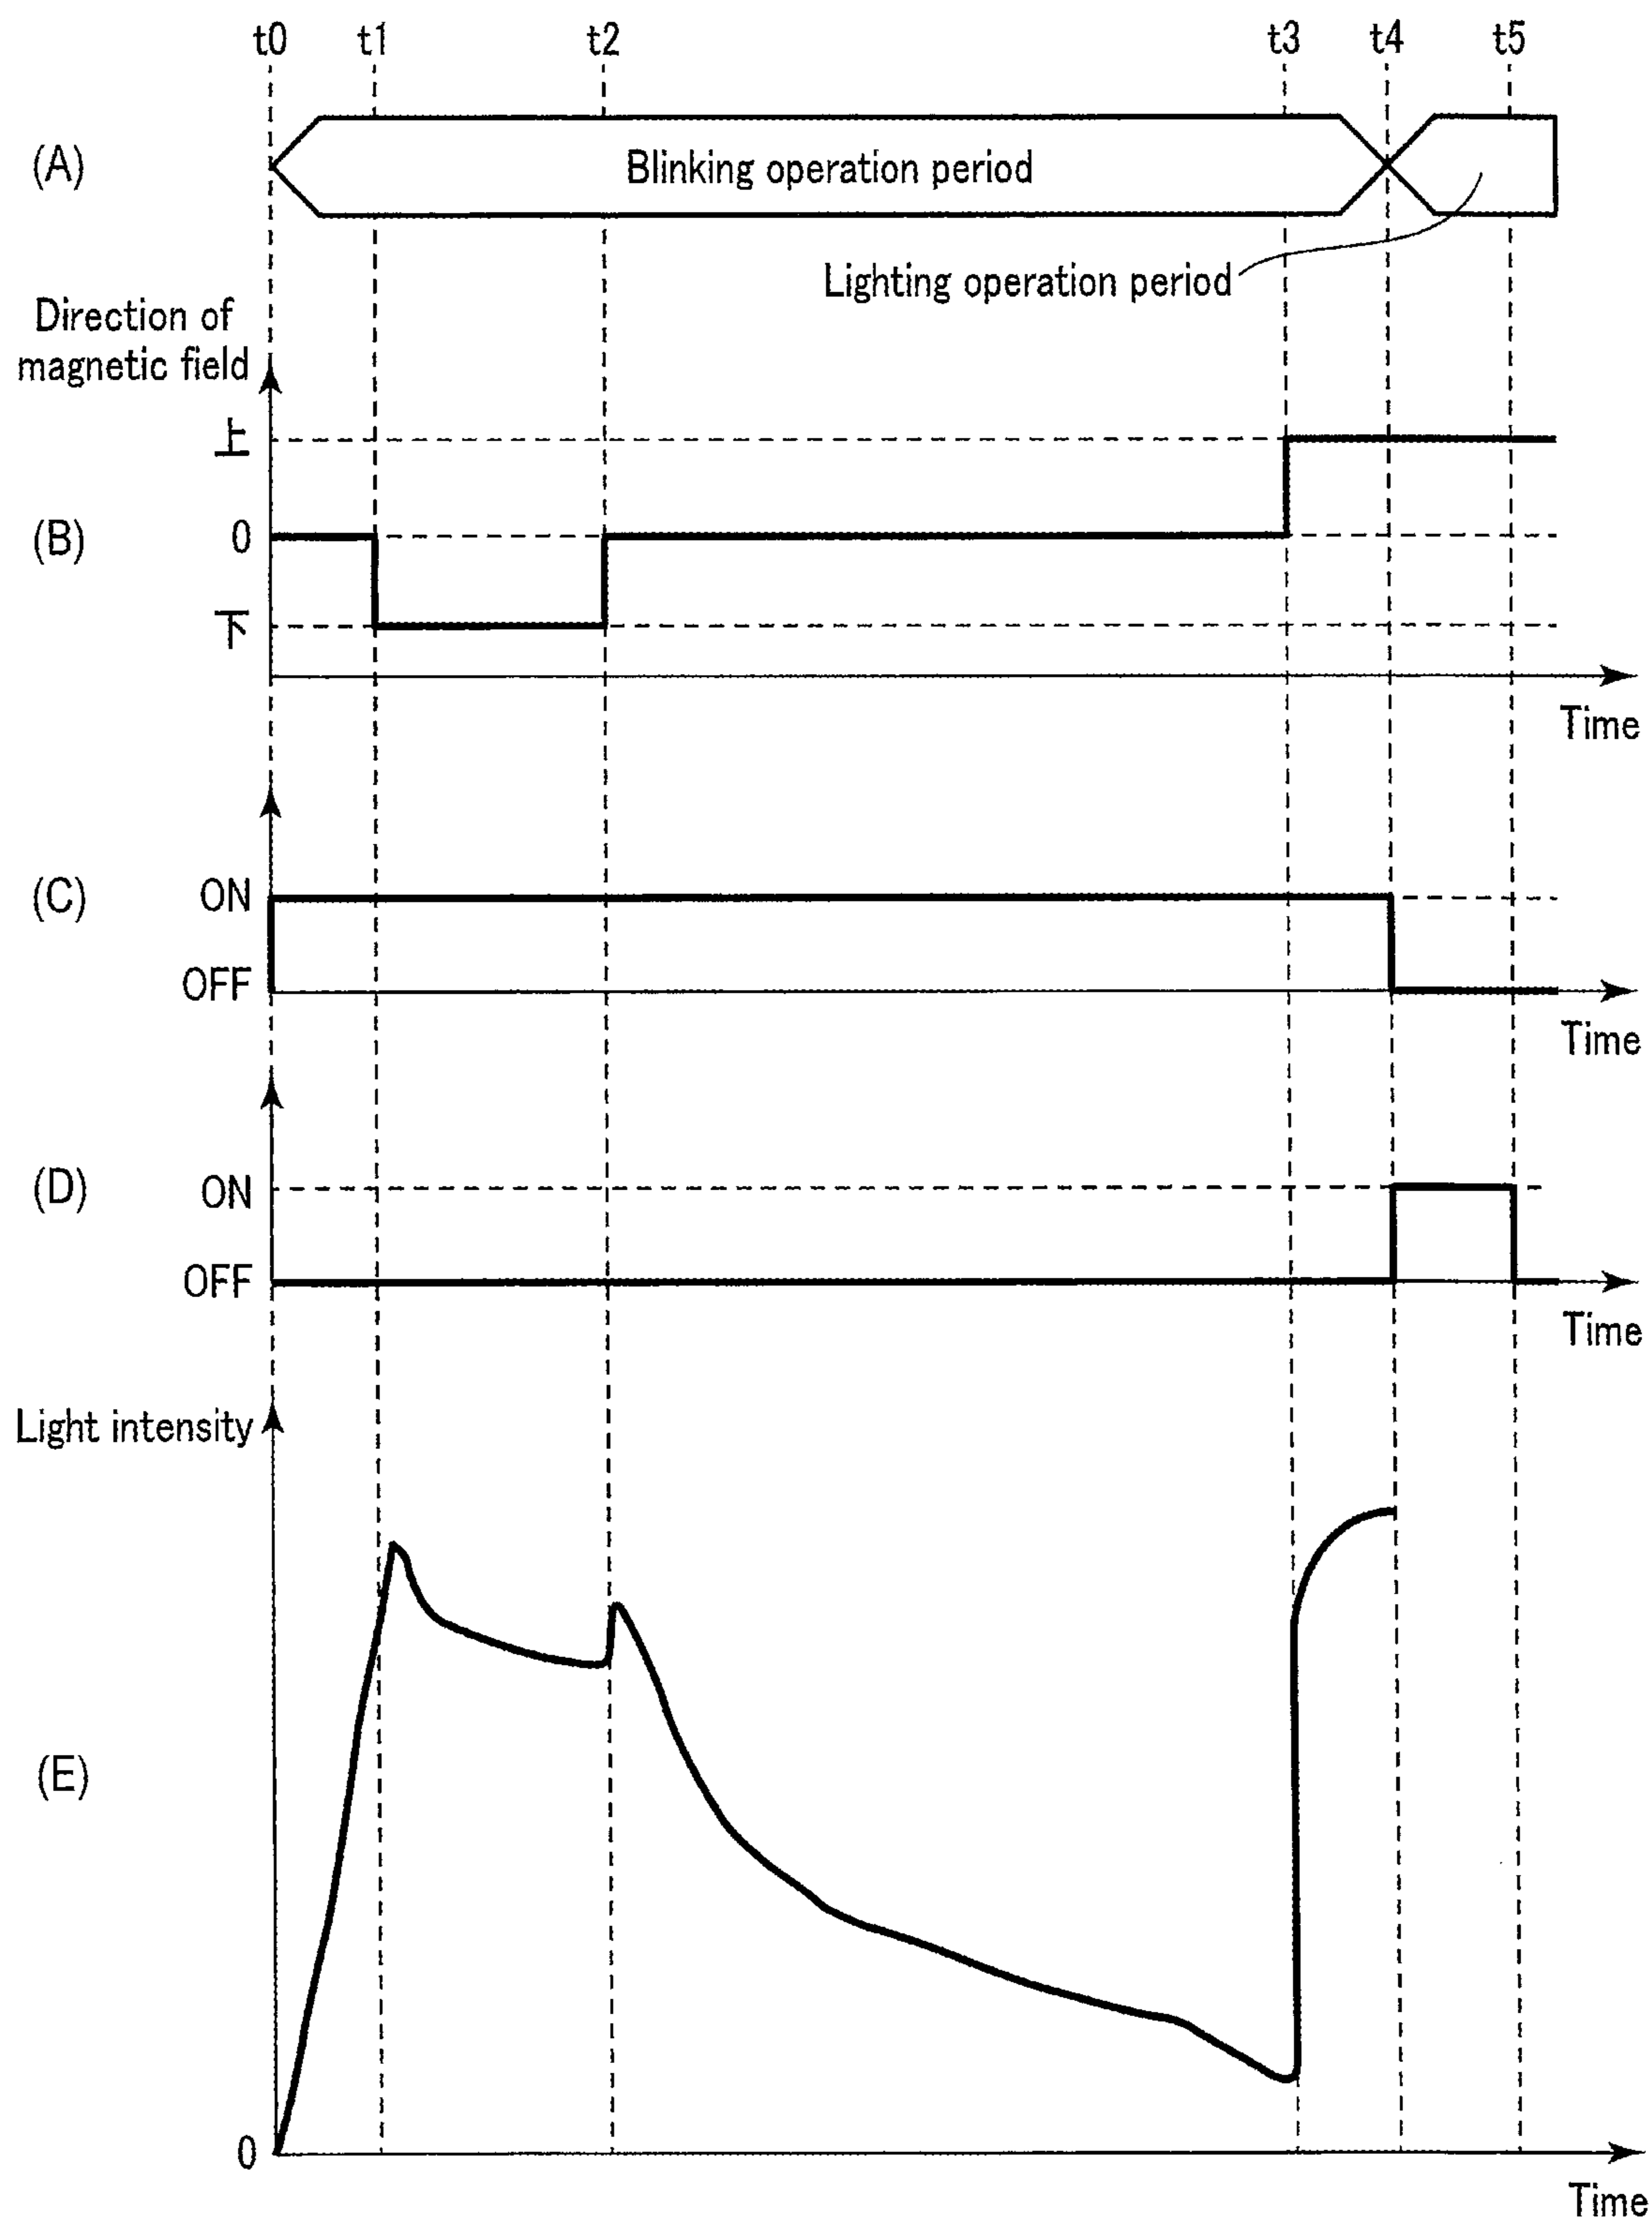 t0 t1 t2 t3 t4 t5
(A)
Blinking operation period
Lighting operation period
Direction of
magnetic field
上
(B) 0
下
Time
(C) ON
OFF
Time
(D) ON
OFF
Time
Light intensity
(E)
0
Time